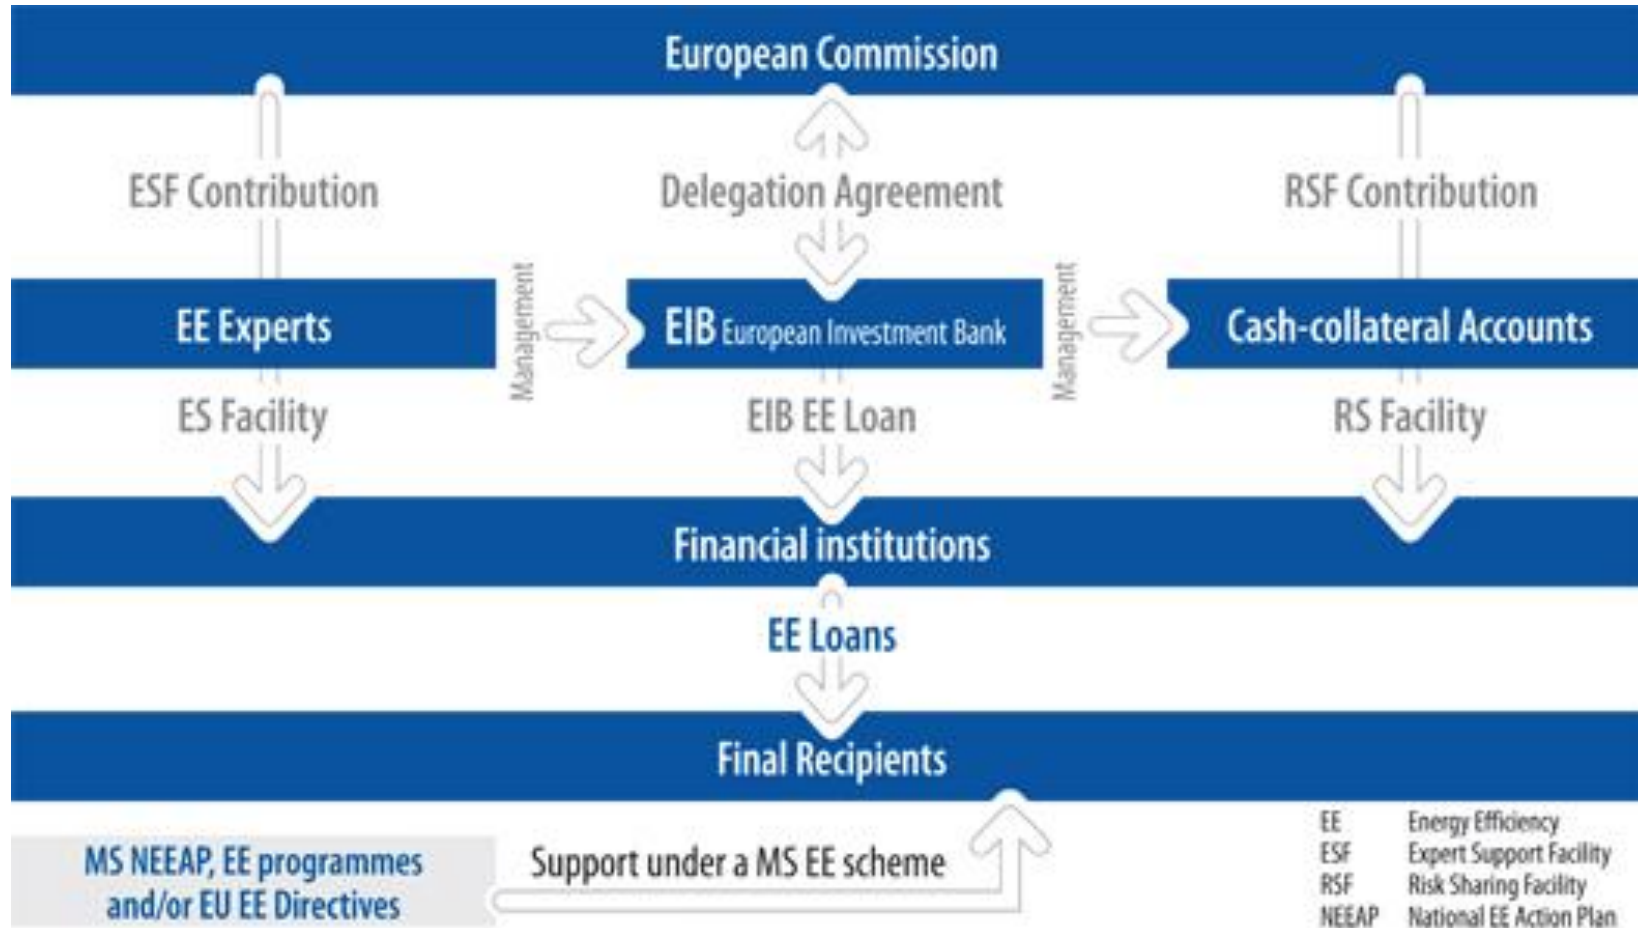 European Commission
ESF Contribution
Delegation Agreement
RSF Contribution
EE Experts
Management
EIB European Investment Bank
Management
Cash-collateral Accounts
ES Facility
EIB EE Loan
RS Facility
Financial institutions
EE Loans
Final Recipients
MS NEEAP, EE programmes
and/or EU EE Directives
Support under a MS EE scheme
EE Energy Efficiency
ESF Expert Support Facility
RSF Risk Sharing Facility
NEEAP National EE Action Plan